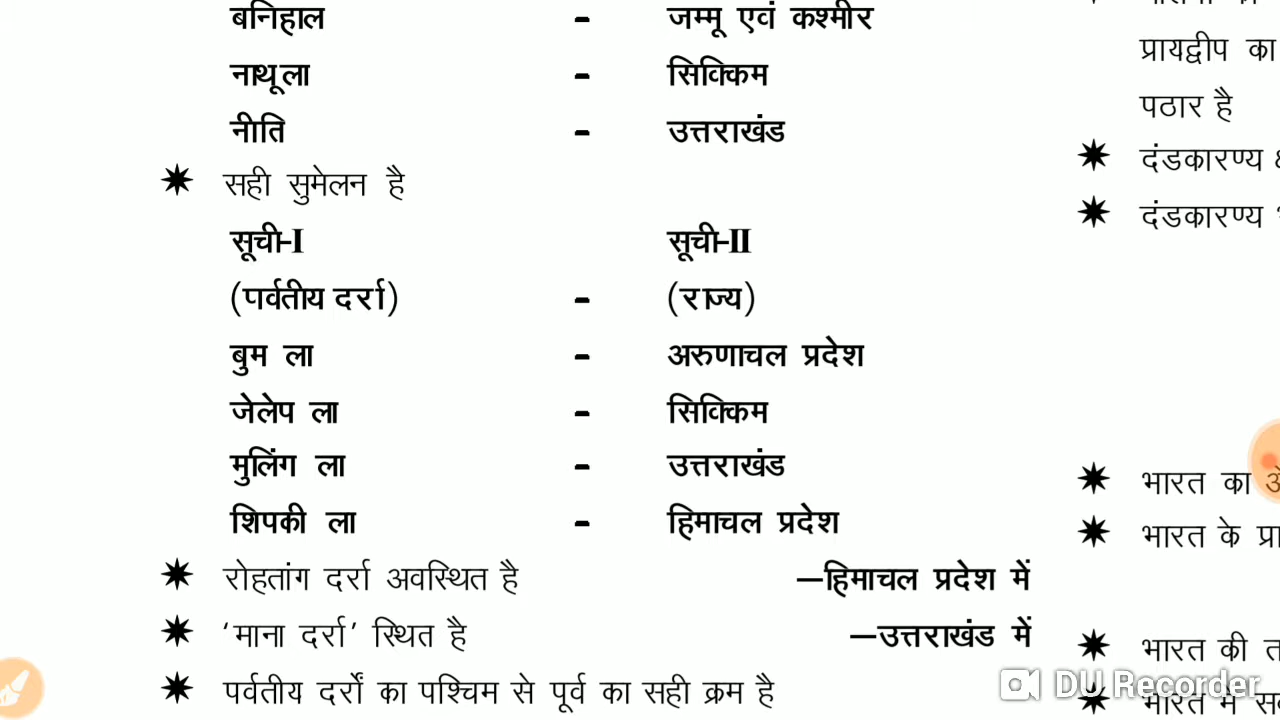 बनिहाल - जम्मू एवं कश्मीर
नाथूला - सिक्किम
नीति - उत्तराखंड
✷ सही सुमेलन है
सूची-I सूची-II
(पर्वतीय दर्रा) - (राज्य)
बुम ला - अरुणाचल प्रदेश
जेलेप ला - सिक्किम
मुलिंग ला - उत्तराखंड
शिपकी ला - हिमाचल प्रदेश
✷ रोहतांग दर्रा अवस्थित है —हिमाचल प्रदेश में
✷ 'माना दर्रा' स्थित है —उत्तराखंड में
✷ पर्वतीय दर्रों का पश्चिम से पूर्व का सही क्रम है
प्रायद्वीप का
पठार है
✷ दंडकारण्य
✷ दंडकारण्य
✷ भारत का
✷ भारत के
✷ भारत की
✷ भारत में
DU Recorder